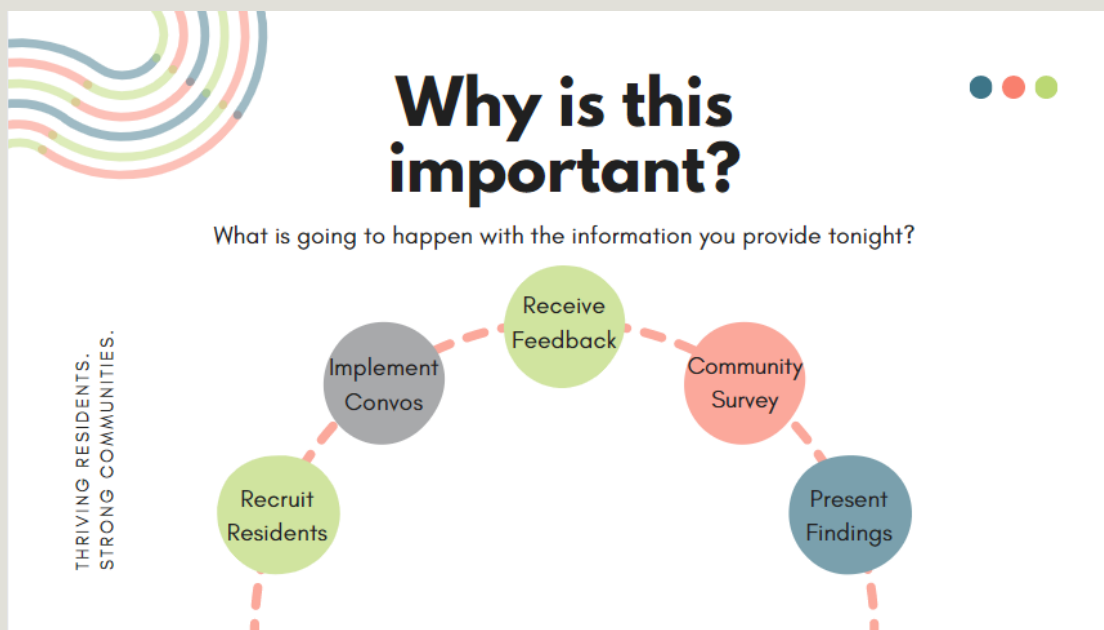 Why is this
important?
What is going to happen with the information you provide tonight?
Receive
Feedback
Implement
Convos
Community
Survey
Recruit
Residents
Present
Findings
THRIVING RESIDENTS.
STRONG COMMUNITIES.